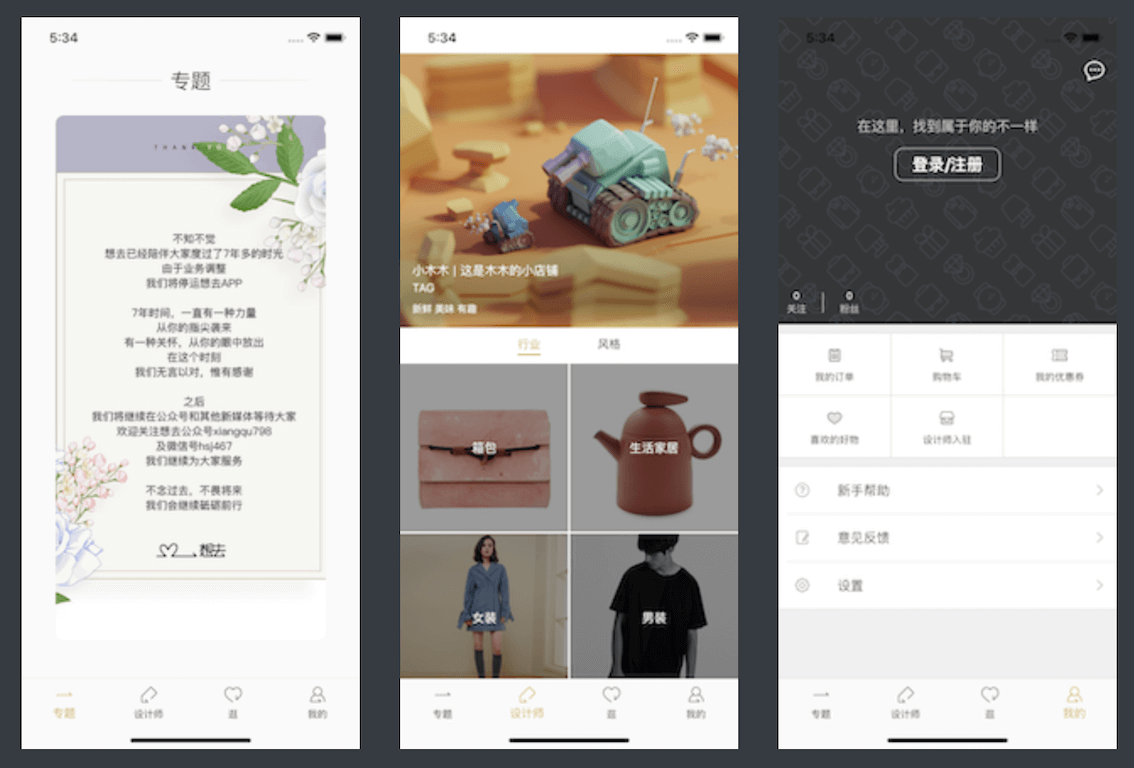 5:34
专题
THANK YOU
不知不觉
想去已经陪伴大家度过了7年多的时光
由于业务调整
我们将停运想去APP
7年时间，一直有一种力量
从你的指尖袭来
有一种关怀，从你的眼中放出
在这个时刻
我们无言以对，惟有感谢
之后
我们将继续在公众号和其他新媒体等待大家
欢迎关注想去公众号xiangqu798
及微信号hsj467
我们继续为大家服务
不念过去，不畏将来
我们会继续砥砺前行
想去
专题
设计师
逛
我的
5:34
小木木 | 这是木木的小店铺
TAG
新鲜 美味 有趣
行业
风格
箱包
生活家居
女装
男装
专题
设计师
逛
我的
5:34
在这里，找到属于你的不一样
登录/注册
0
关注
0
粉丝
我的订单
购物车
我的优惠券
喜欢的好物
设计师入驻
新手帮助
意见反馈
设置
专题
设计师
逛
我的